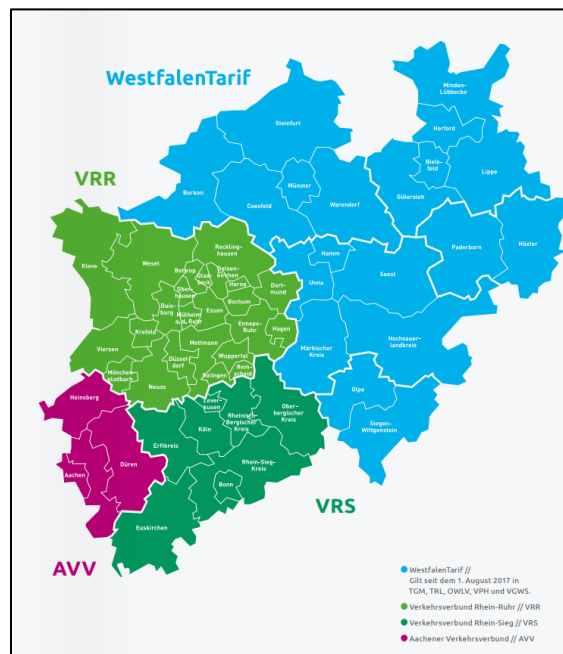 WestfalenTarif
Minden-
Lübbecke
Steinfurt
Herford
Biele-
feld
Lippe
VRR
Münster
Borken
Coesfeld
Warendorf
Gütersloh
Höxter
Paderborn
Reckling-
hausen
Kleve
Wesel
Bottrop
Glad-
beck
Gelsen-
kirchen
Hamm
Soest
Ober-
hausen
Herne
Dort-
mund
Unna
Duis-
burg
Mülheim
a.d. Ruhr
Essen
Bochum
Krefeld
Ennepe-
Ruhr
Hagen
Märkischer
Kreis
Hochsauer-
landkreis
Viersen
Mettmann
Mönchen-
gladbach
Düssel
dorf
Wuppertal
Neuss
Solingen
Rem-
scheid
Olpe
Heinsberg
Lever-
kusen
Rheinisch-
Bergischer
Kreis
Ober-
bergischer
Kreis
Siegen-
Wittgenstein
Köln
Erftkreis
Düren
Rhein-Sieg-
Kreis
Aachen
Bonn
VRS
Euskirchen
AVV
WestfalenTarif //
Gilt seit dem 1. August 2017 in
TGM, TRL, OWLV, VPH und VGWS.
Verkehrsverbund Rhein-Ruhr // VRR
Verkehrsverbund Rhein-Sieg // VRS
Aachener Verkehrsverbund // AVV